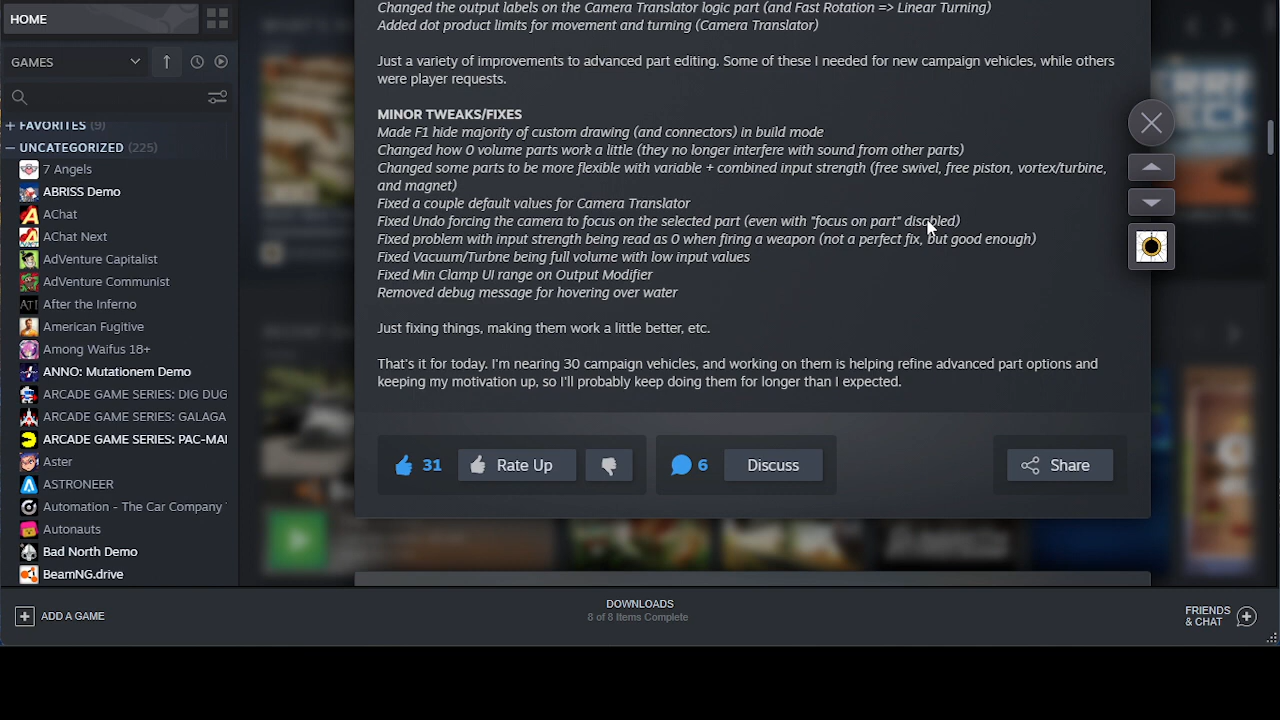 HOME
GAMES
+ FAVORITES (9)
— UNCATEGORIZED (225)
7 Angels
ABRISS Demo
AChat
AChat Next
AdVenture Capitalist
AdVenture Communist
After the Inferno
American Fugitive
Among Waifus 18+
ANNO: Mutationem Demo
ARCADE GAME SERIES: DIG DUG
ARCADE GAME SERIES: GALAGA
ARCADE GAME SERIES: PAC-MAN
Aster
ASTRONEER
Automation - The Car Company
Autonauts
Bad North Demo
BeamNG.drive
Changed the output labels on the Camera Translator logic part (and Fast Rotation => Linear Turning)
Added dot product limits for movement and turning (Camera Translator)
Just a variety of improvements to advanced part editing. Some of these I needed for new campaign vehicles, while others
were player requests.
MINOR TWEAKS/FIXES
Made F1 hide majority of custom drawing (and connectors) in build mode
Changed how 0 volume parts work a little (they no longer interfere with sound from other parts)
Changed some parts to be more flexible with variable + combined input strength (free swivel, free piston, vortex/turbine,
and magnet)
Fixed a couple default values for Camera Translator
Fixed Undo forcing the camera to focus on the selected part (even with "focus on part" disabled)
Fixed problem with input strength being read as 0 when firing a weapon (not a perfect fix, but good enough)
Fixed Vacuum/Turbne being full volume with low input values
Fixed Min Clamp UI range on Output Modifier
Removed debug message for hovering over water
Just fixing things, making them work a little better, etc.
That's it for today. I'm nearing 30 campaign vehicles, and working on them is helping refine advanced part options and
keeping my motivation up, so I'll probably keep doing them for longer than I expected.
31
Rate Up
6
Discuss
Share
ADD A GAME
DOWNLOADS
8 of 8 Items Complete
FRIENDS
& CHAT